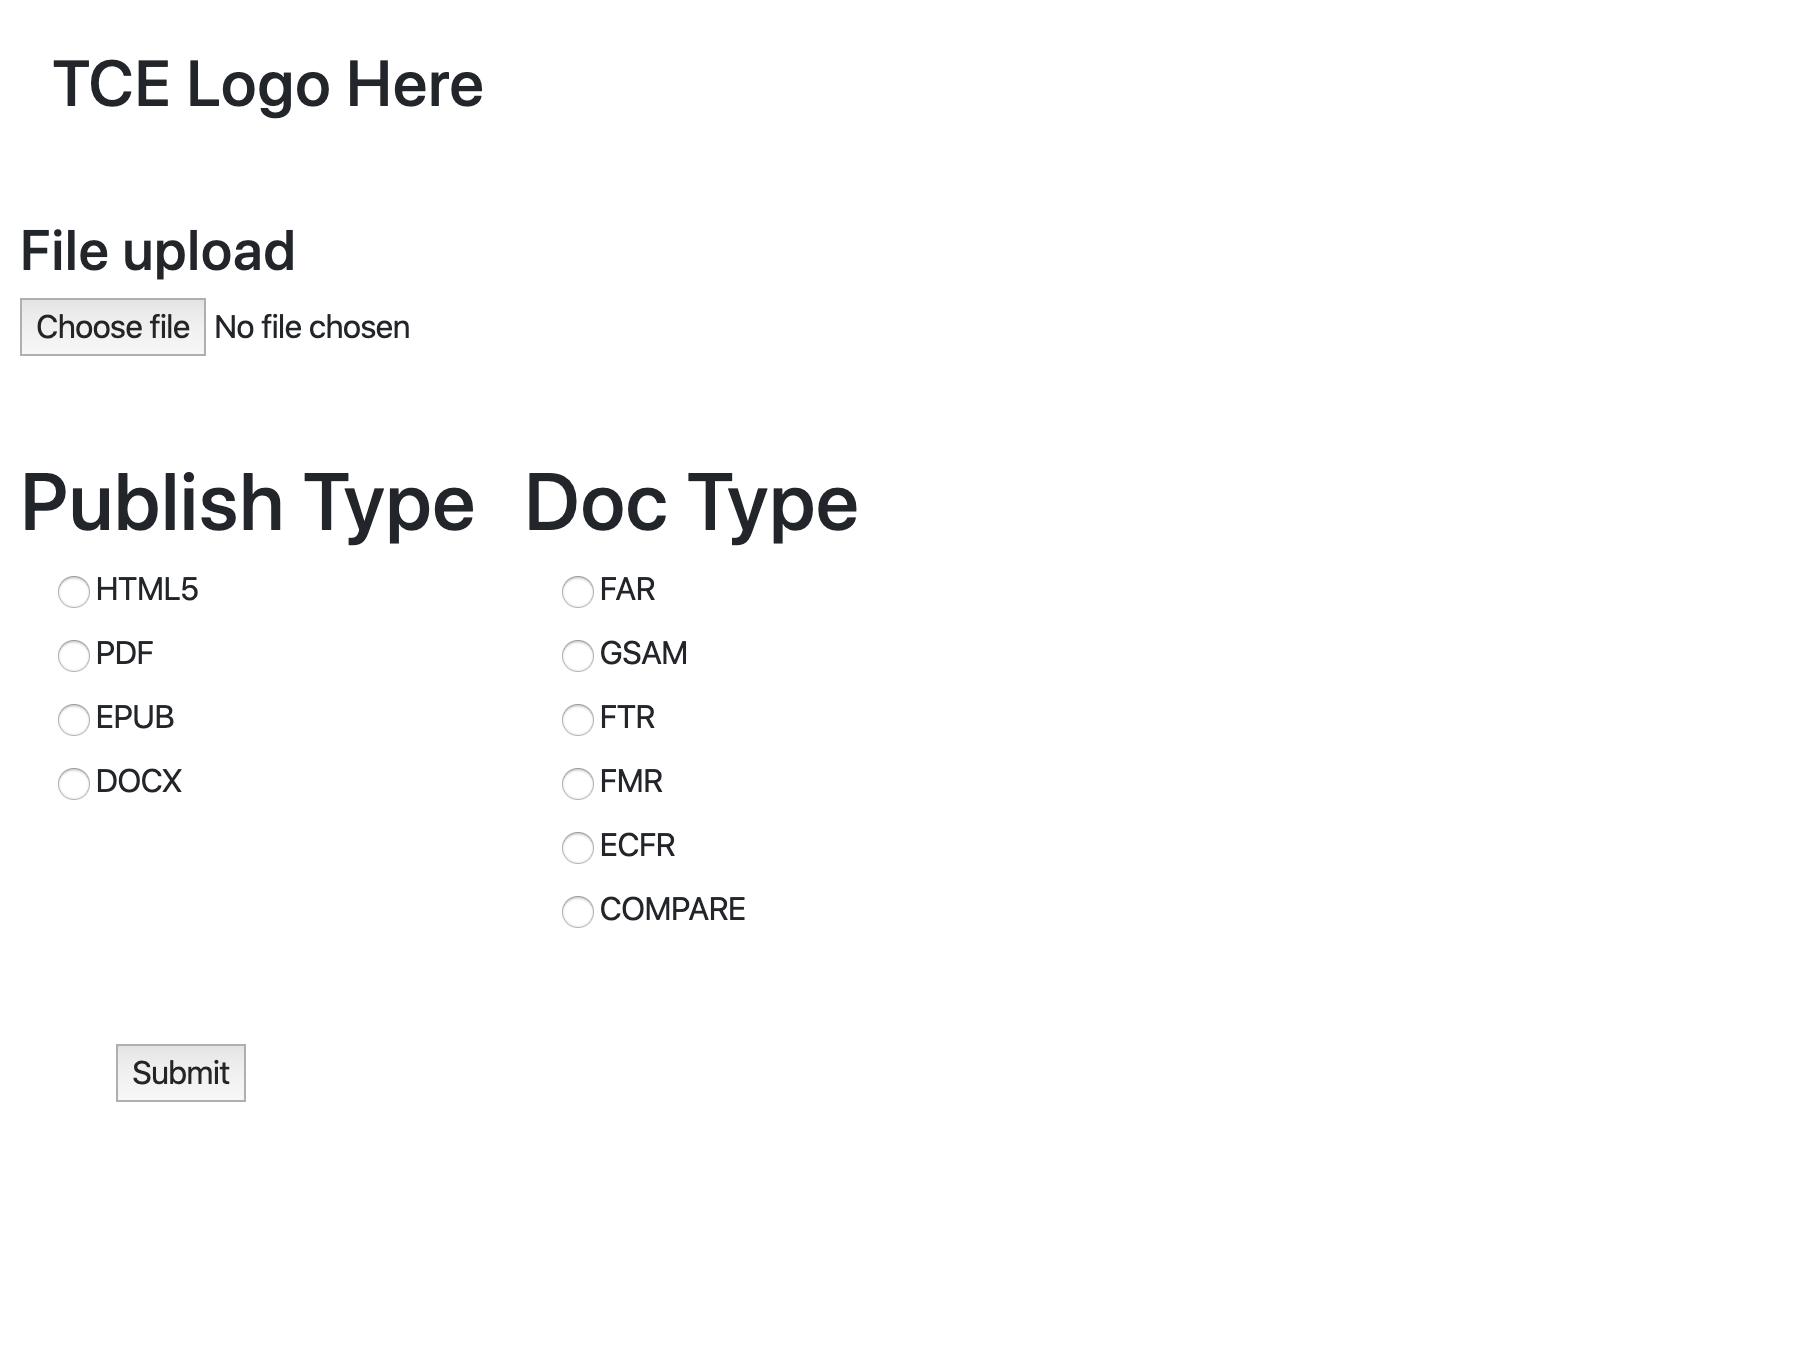 TCE Logo Here
File upload
Choose file No file chosen
Publish Type Doc Type
HTML5 FAR
PDF GSAM
EPUB FTR
DOCX FMR
ECFR
COMPARE
Submit